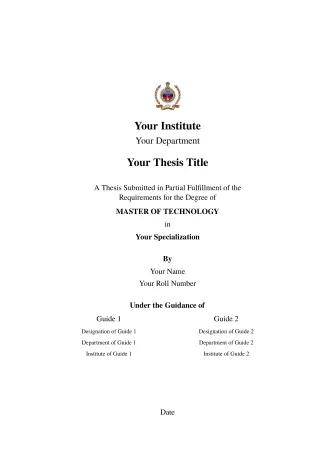 Your Institute
Your Department
Your Thesis Title
A Thesis Submitted in Partial Fulfillment of the
Requirements for the Degree of
MASTER OF TECHNOLOGY
in
Your Specialization
By
Your Name
Your Roll Number
Under the Guidance of
Guide 1 Guide 2
Designation of Guide 1 Designation of Guide 2
Department of Guide 1 Department of Guide 2
Institute of Guide 1 Institute of Guide 2
Date